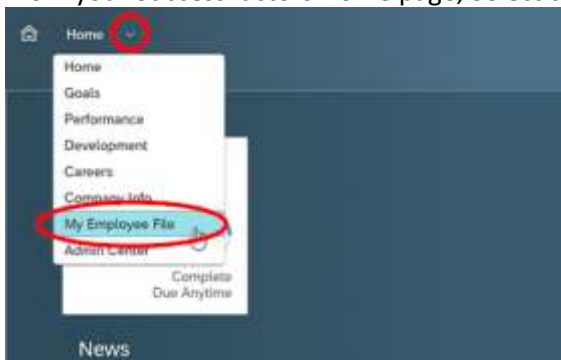 Home
Home
Goals
Performance
Development
Careers
Company Info
My Employee File
Admin Center
Complete
Due Anytime
News